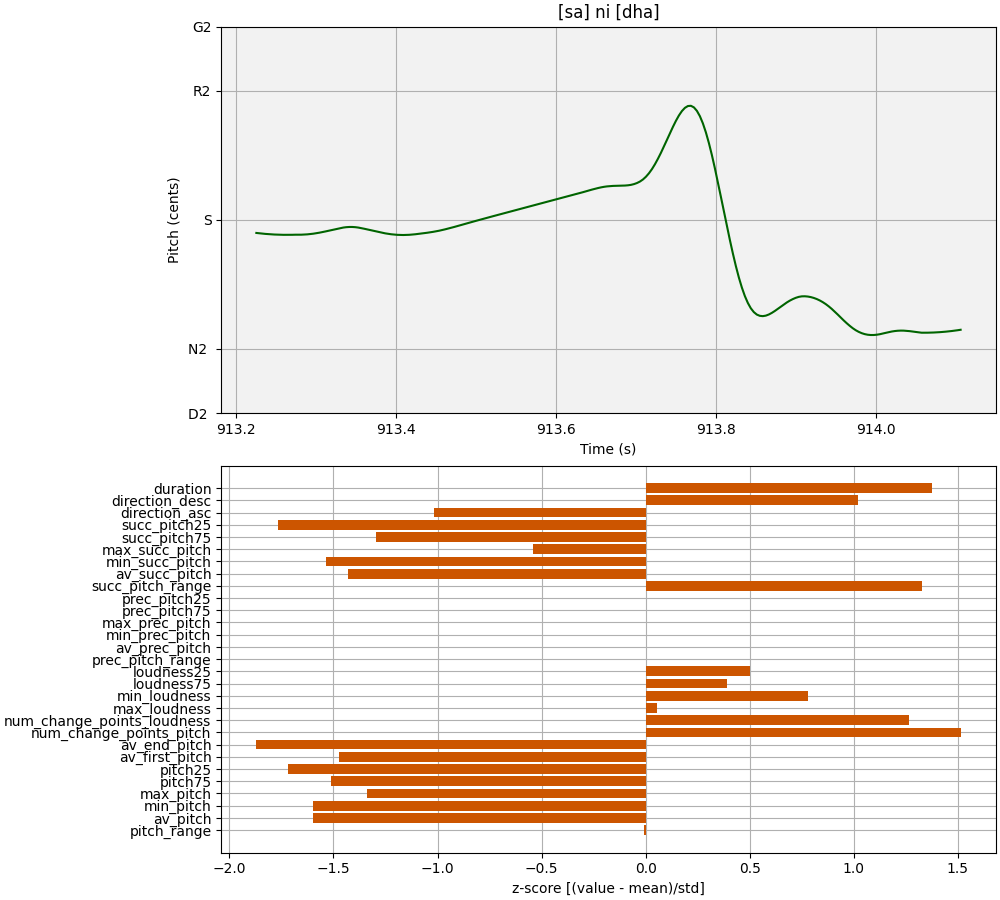 [sa] ni [dha]
G2
R2
S
N2
D2
Pitch (cents)
913.2 913.4 913.6 913.8 914.0
Time (s)
duration
direction_desc
direction_asc
succ_pitch25
succ_pitch75
max_succ_pitch
min_succ_pitch
av_succ_pitch
succ_pitch_range
prec_pitch25
prec_pitch75
max_prec_pitch
min_prec_pitch
av_prec_pitch
prec_pitch_range
loudness25
loudness75
min_loudness
max_loudness
num_change_points_loudness
num_change_points_pitch
av_end_pitch
av_first_pitch
pitch25
pitch75
max_pitch
min_pitch
av_pitch
pitch_range
−2.0 −1.5 −1.0 −0.5 0.0 0.5 1.0 1.5
z-score [(value - mean)/std]